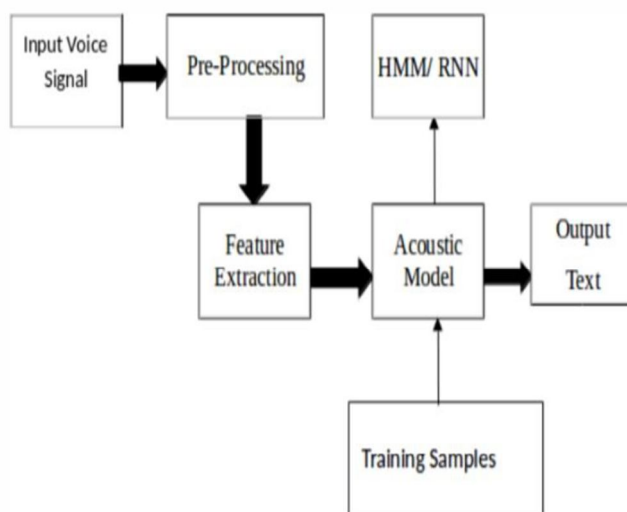 Input Voice
Signal
Pre-Processing
HMM/ RNN
Feature
Extraction
Acoustic
Model
Output
Text
Training Samples